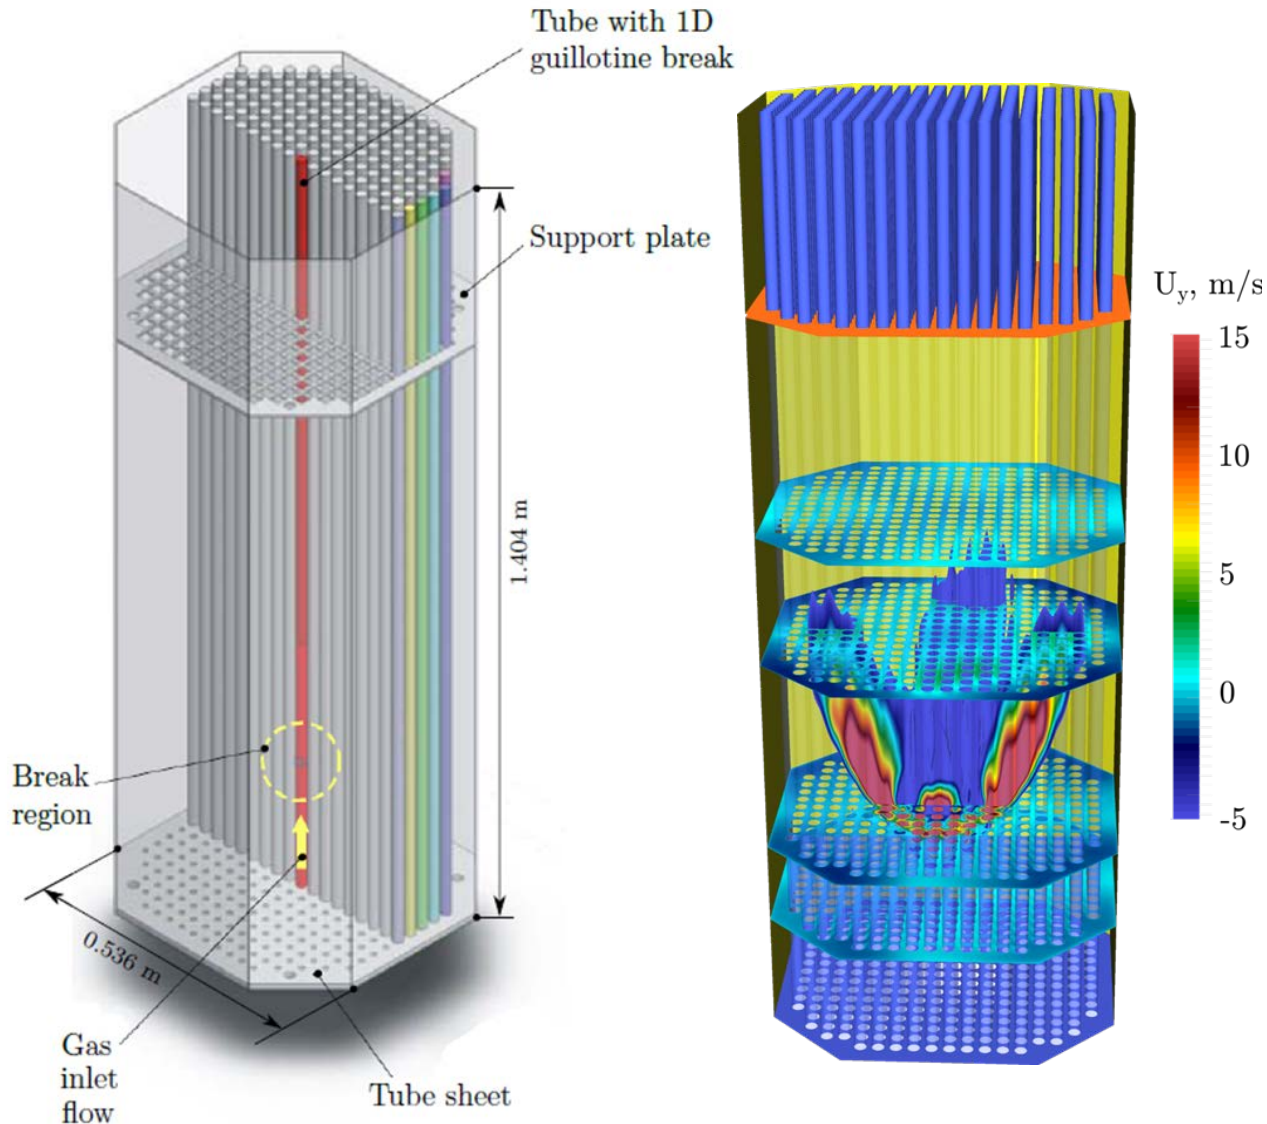 Tube with 1D
guillotine break
Support plate
1.404 m
Break
region
0.536 m
Gas
inlet
flow
Tube sheet
U_y, m/s
15
10
5
0
-5